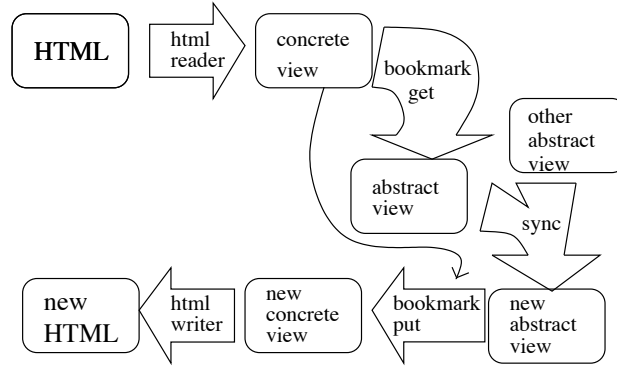 HTML
html
reader
concrete
view
bookmark
get
other
abstract
view
abstract
view
sync
new
HTML
html
writer
new
concrete
view
bookmark
put
new
abstract
view